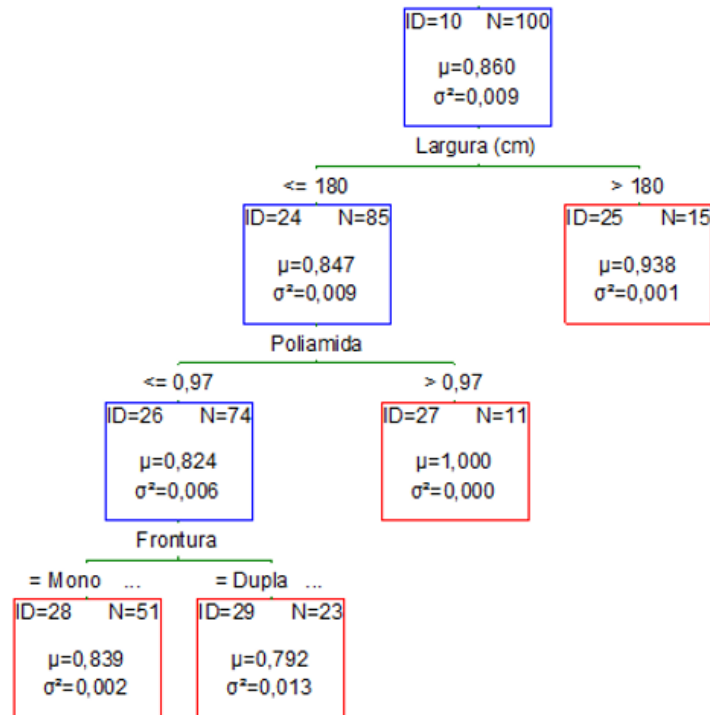 ID=10 N=100
µ=0,860
σ²=0,009
Largura (cm)
<= 180 > 180
ID=24 N=85 ID=25 N=15
µ=0,847 µ=0,938
σ²=0,009 σ²=0,001
Poliamida
<= 0,97 > 0,97
ID=26 N=74 ID=27 N=11
µ=0,824 µ=1,000
σ²=0,006 σ²=0,000
Frontura
= Mono ... = Dupla ...
ID=28 N=51 ID=29 N=23
µ=0,839 µ=0,792
σ²=0,002 σ²=0,013